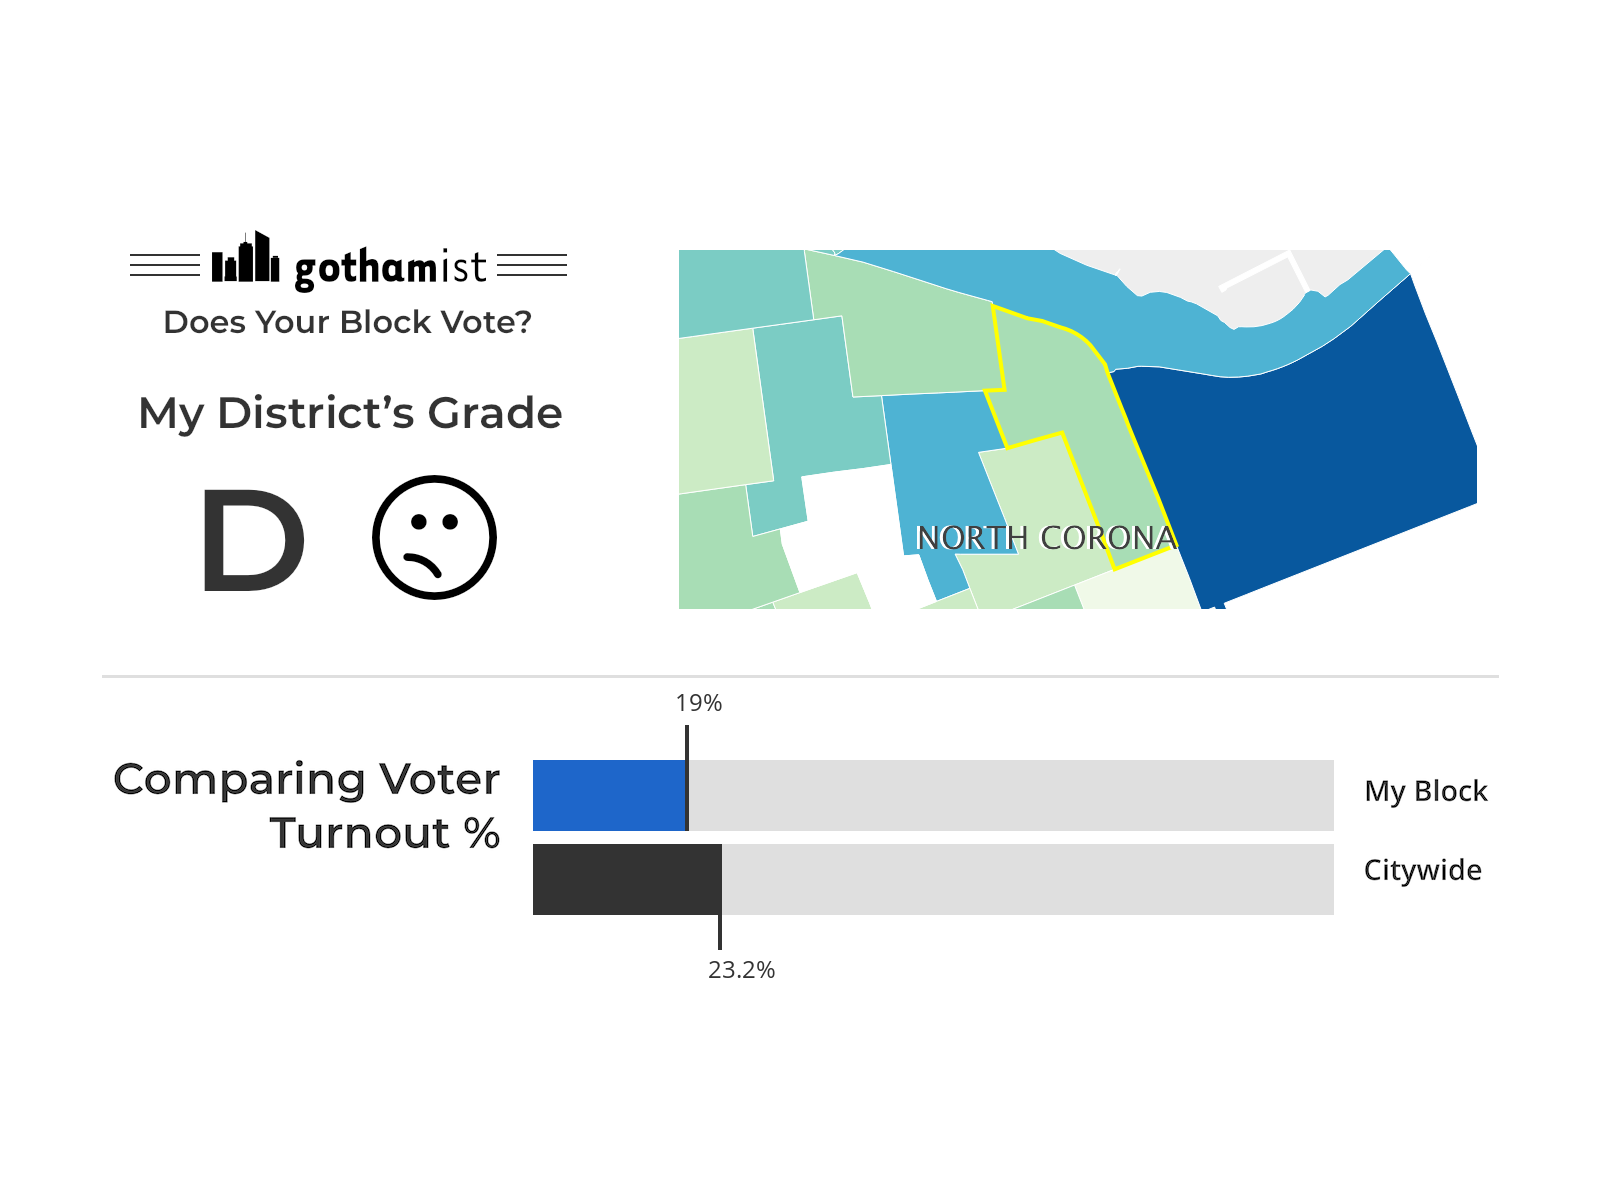 gothamist
Does Your Block Vote?
My District’s Grade
D
NORTH CORONA
19%
Comparing Voter
Turnout %
My Block
Citywide
23.2%